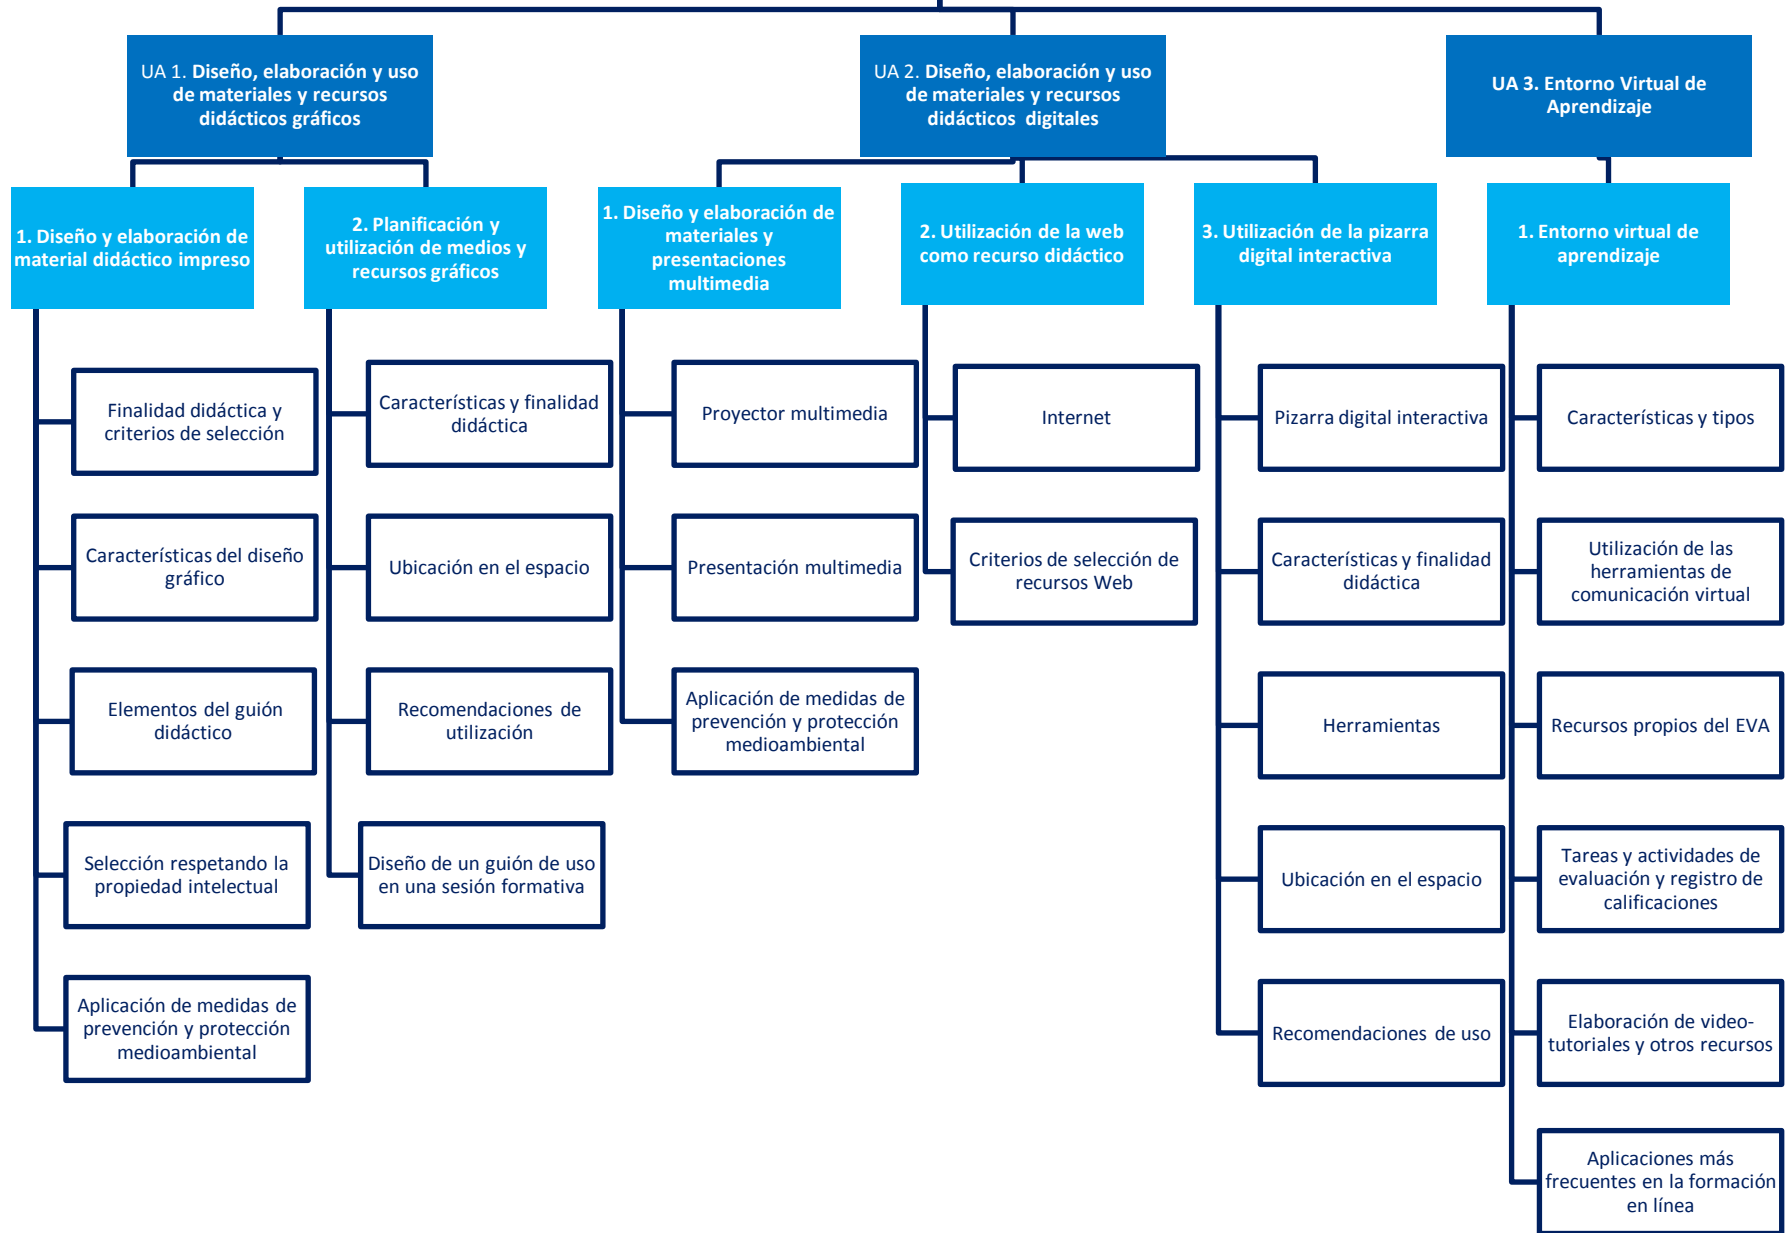 UA 1. Diseño, elaboración y uso
de materiales y recursos
didácticos gráficos
UA 2. Diseño, elaboración y uso
de materiales y recursos
didácticos digitales
UA 3. Entorno Virtual de
Aprendizaje
1. Diseño y elaboración de
material didáctico impreso
2. Planificación y
utilización de medios y
recursos gráficos
1. Diseño y elaboración de
materiales y
presentaciones
multimedia
2. Utilización de la web
como recurso didáctico
3. Utilización de la pizarra
digital interactiva
1. Entorno virtual de
aprendizaje
Finalidad didáctica y
criterios de selección
Características del diseño
gráfico
Elementos del guión
didáctico
Selección respetando la
propiedad intelectual
Aplicación de medidas de
prevención y protección
medioambiental
Características y finalidad
didáctica
Ubicación en el espacio
Recomendaciones de
utilización
Diseño de un guión de uso
en una sesión formativa
Proyector multimedia
Presentación multimedia
Aplicación de medidas de
prevención y protección
medioambiental
Internet
Criterios de selección de
recursos Web
Pizarra digital interactiva
Características y finalidad
didáctica
Herramientas
Ubicación en el espacio
Recomendaciones de uso
Características y tipos
Utilización de las
herramientas de
comunicación virtual
Recursos propios del EVA
Tareas y actividades de
evaluación y registro de
calificaciones
Elaboración de video-
tutoriales y otros recursos
Aplicaciones más
frecuentes en la formación
en línea